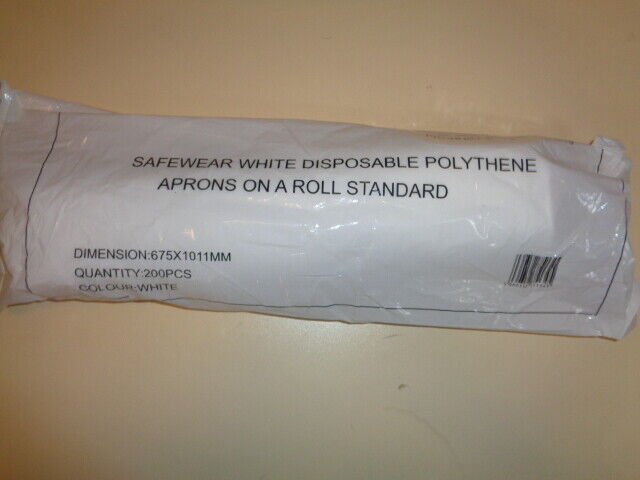 SAFEWEAR WHITE DISPOSABLE POLYTHENE
APRONS ON A ROLL STANDARD
DIMENSION:675X1011MM
QUANTITY:200PCS
COLOUR:WHITE